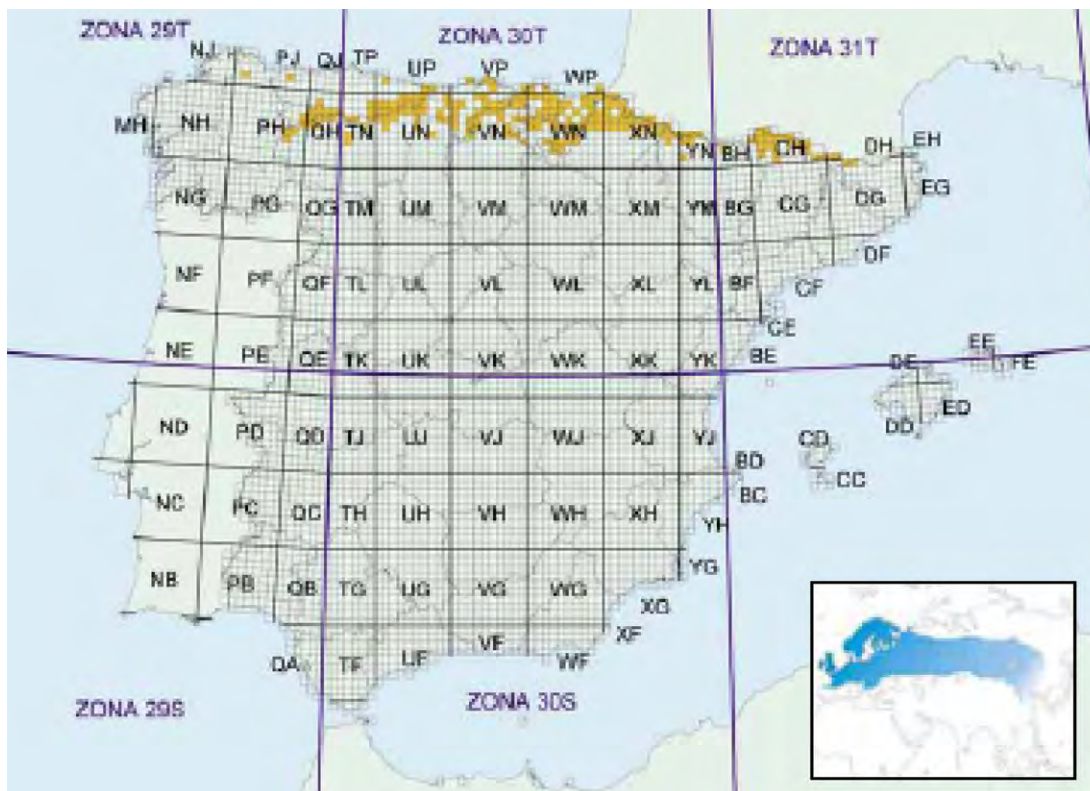 ZONA 29T ZONA 30T ZONA 31T
NJ PJ QJ TP UP VP WP
MH NH PH QH TN UN VN WN XN YN BH CH DH EH
NG PG QG TM UM VM WM XM YM BG CG DG EG
NF PF QF TL UL VL WL XL YL BF CF DF
NE PE QE TK UK VK WK XK YK BE CE DE EE FE
ND PD QD TJ UJ VJ WJ XJ YJ BD CD DD ED
NC PC QC TH UH VH WH XH YH BC CC
NB PB QB TG UG VG WG XG YG
QA TF UF VF WF XF
ZONA 29S ZONA 30S